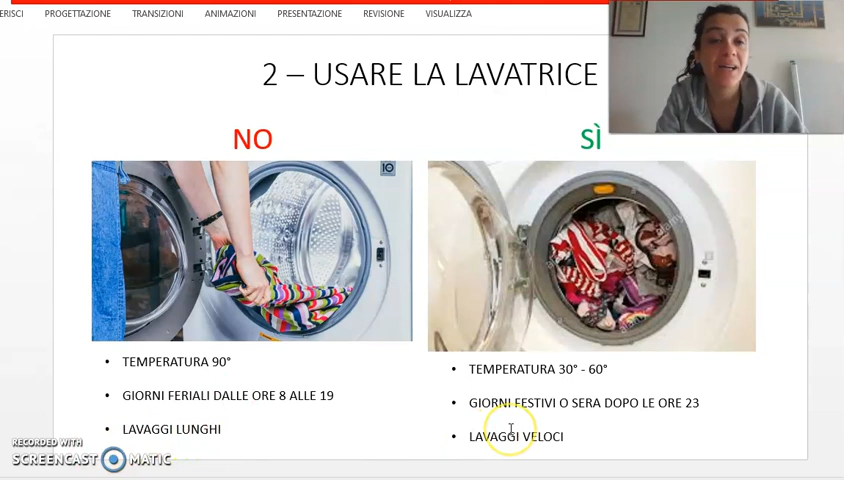 ERISCI PROGETTAZIONE TRANSIZIONI ANIMAZIONI PRESENTAZIONE REVISIONE VISUALIZZA
2 – USARE LA LAVATRICE
NO
SÌ
• TEMPERATURA 90°
• GIORNI FERIALI DALLE ORE 8 ALLE 19
• LAVAGGI LUNGHI
• TEMPERATURA 30° - 60°
• GIORNI FESTIVI O SERA DOPO LE ORE 23
• LAVAGGI VELOCI
RECORDED WITH
SCREENCAST MATIC